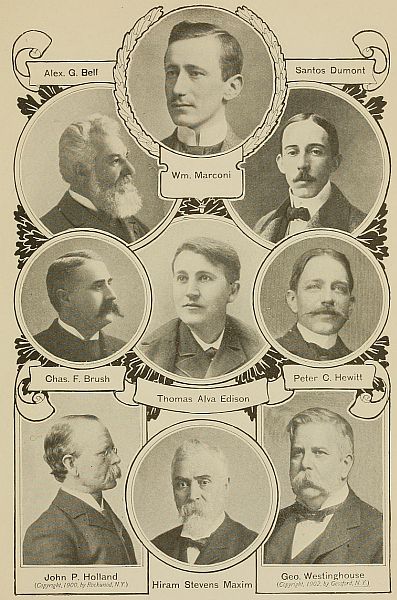 Alex. G. Bell
Santos Dumont
Wm. Marconi
Chas. F. Brush
Peter C. Hewitt
Thomas Alva Edison
John P. Holland
(Copyright, 1900, by Rockwood, N.Y.)
Hiram Stevens Maxim
Geo. Westinghouse
(Copyright, 1902, by Gessford, N.Y.)